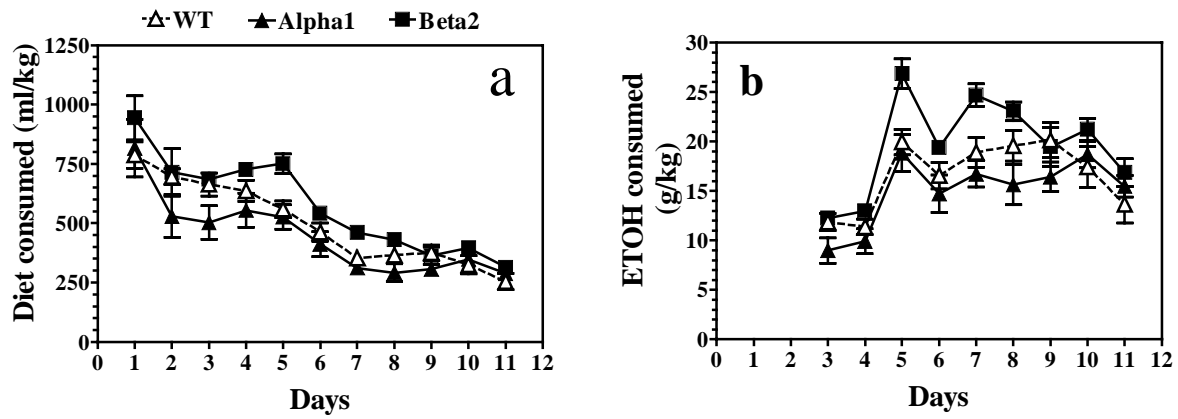 WT Alpha1 Beta2
a
Diet consumed (ml/kg)
1250
1000
750
500
250
0
0 1 2 3 4 5 6 7 8 9 10 11 12
Days
b
ETOH consumed
(g/kg)
30
25
20
15
10
5
0
0 1 2 3 4 5 6 7 8 9 10 11 12
Days